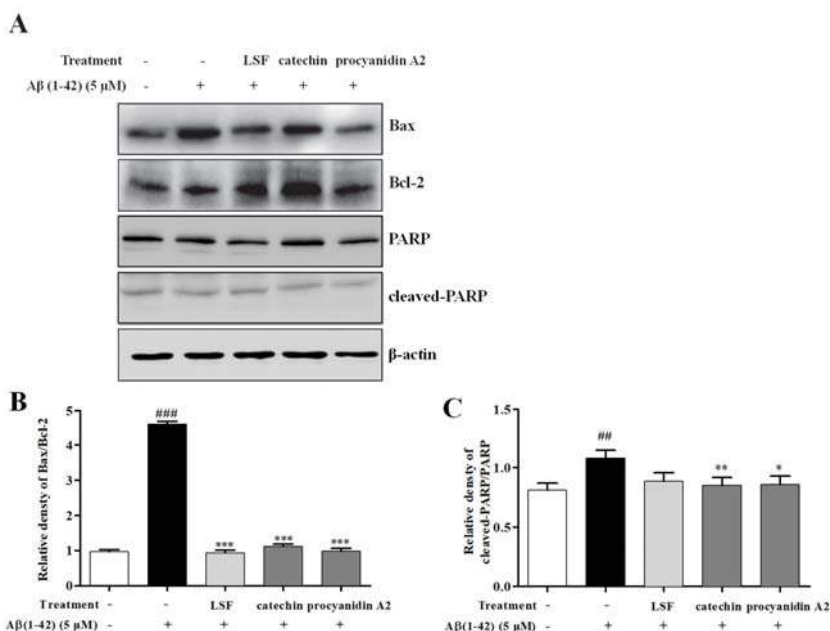 A
Treatment - - LSF catechin procyanidin A2
Aβ (1-42) (5 μM) - + + + +
Bax
Bcl-2
PARP
cleaved-PARP
β-actin
B
Relative densty of Bax/Bcl-2
5
4
3
2
1
0
###
*** *** ***
Treatment - - LSF catechin procyanidin A2
Aβ(1-42) (5 μM) - + + + +
C
Relative densty of
cleaved-PARP/PARP
1.5
1.0
0.5
0.0
##
** *
Treatment - - LSF catechin procyanidin A2
Aβ(1-42) (5 μM) - + + + +